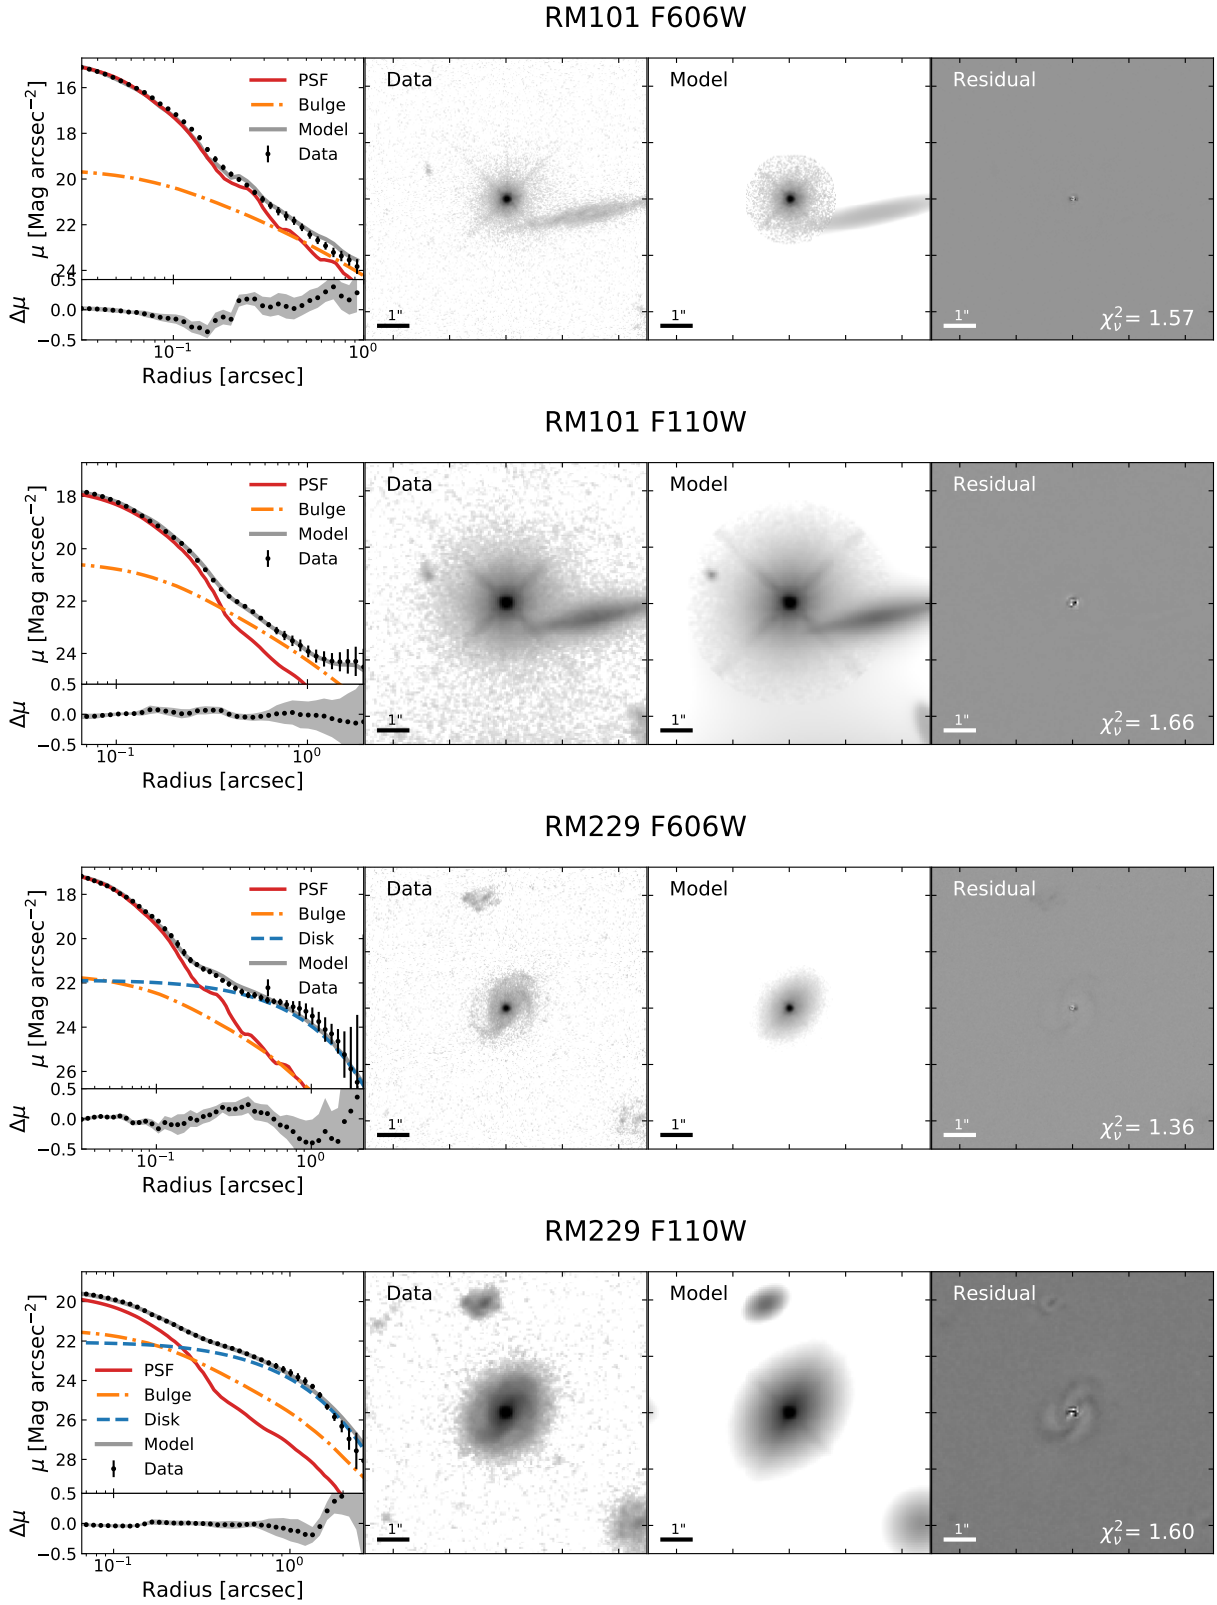 RM101 F606W
16
18
20
22
24
μ [Mag arcsec−2]
PSF
Bulge
Model
Data
0.5
0.0
−0.5
Δμ
10−1
100
Radius [arcsec]
Data
1"
Model
1"
Residual
1"
χ2ν= 1.57
RM101 F110W
18
20
22
24
μ [Mag arcsec−2]
PSF
Bulge
Model
Data
0.5
0.0
−0.5
Δμ
10−1
100
Radius [arcsec]
Data
1"
Model
1"
Residual
1"
χ2ν= 1.66
RM229 F606W
18
20
22
24
26
μ [Mag arcsec−2]
PSF
Bulge
Disk
Model
Data
0.5
0.0
−0.5
Δμ
10−1
100
Radius [arcsec]
Data
1"
Model
1"
Residual
1"
χ2ν= 1.36
RM229 F110W
20
22
24
26
28
μ [Mag arcsec−2]
PSF
Bulge
Disk
Model
Data
0.5
0.0
−0.5
Δμ
10−1
100
Radius [arcsec]
Data
1"
Model
1"
Residual
1"
χ2ν= 1.60